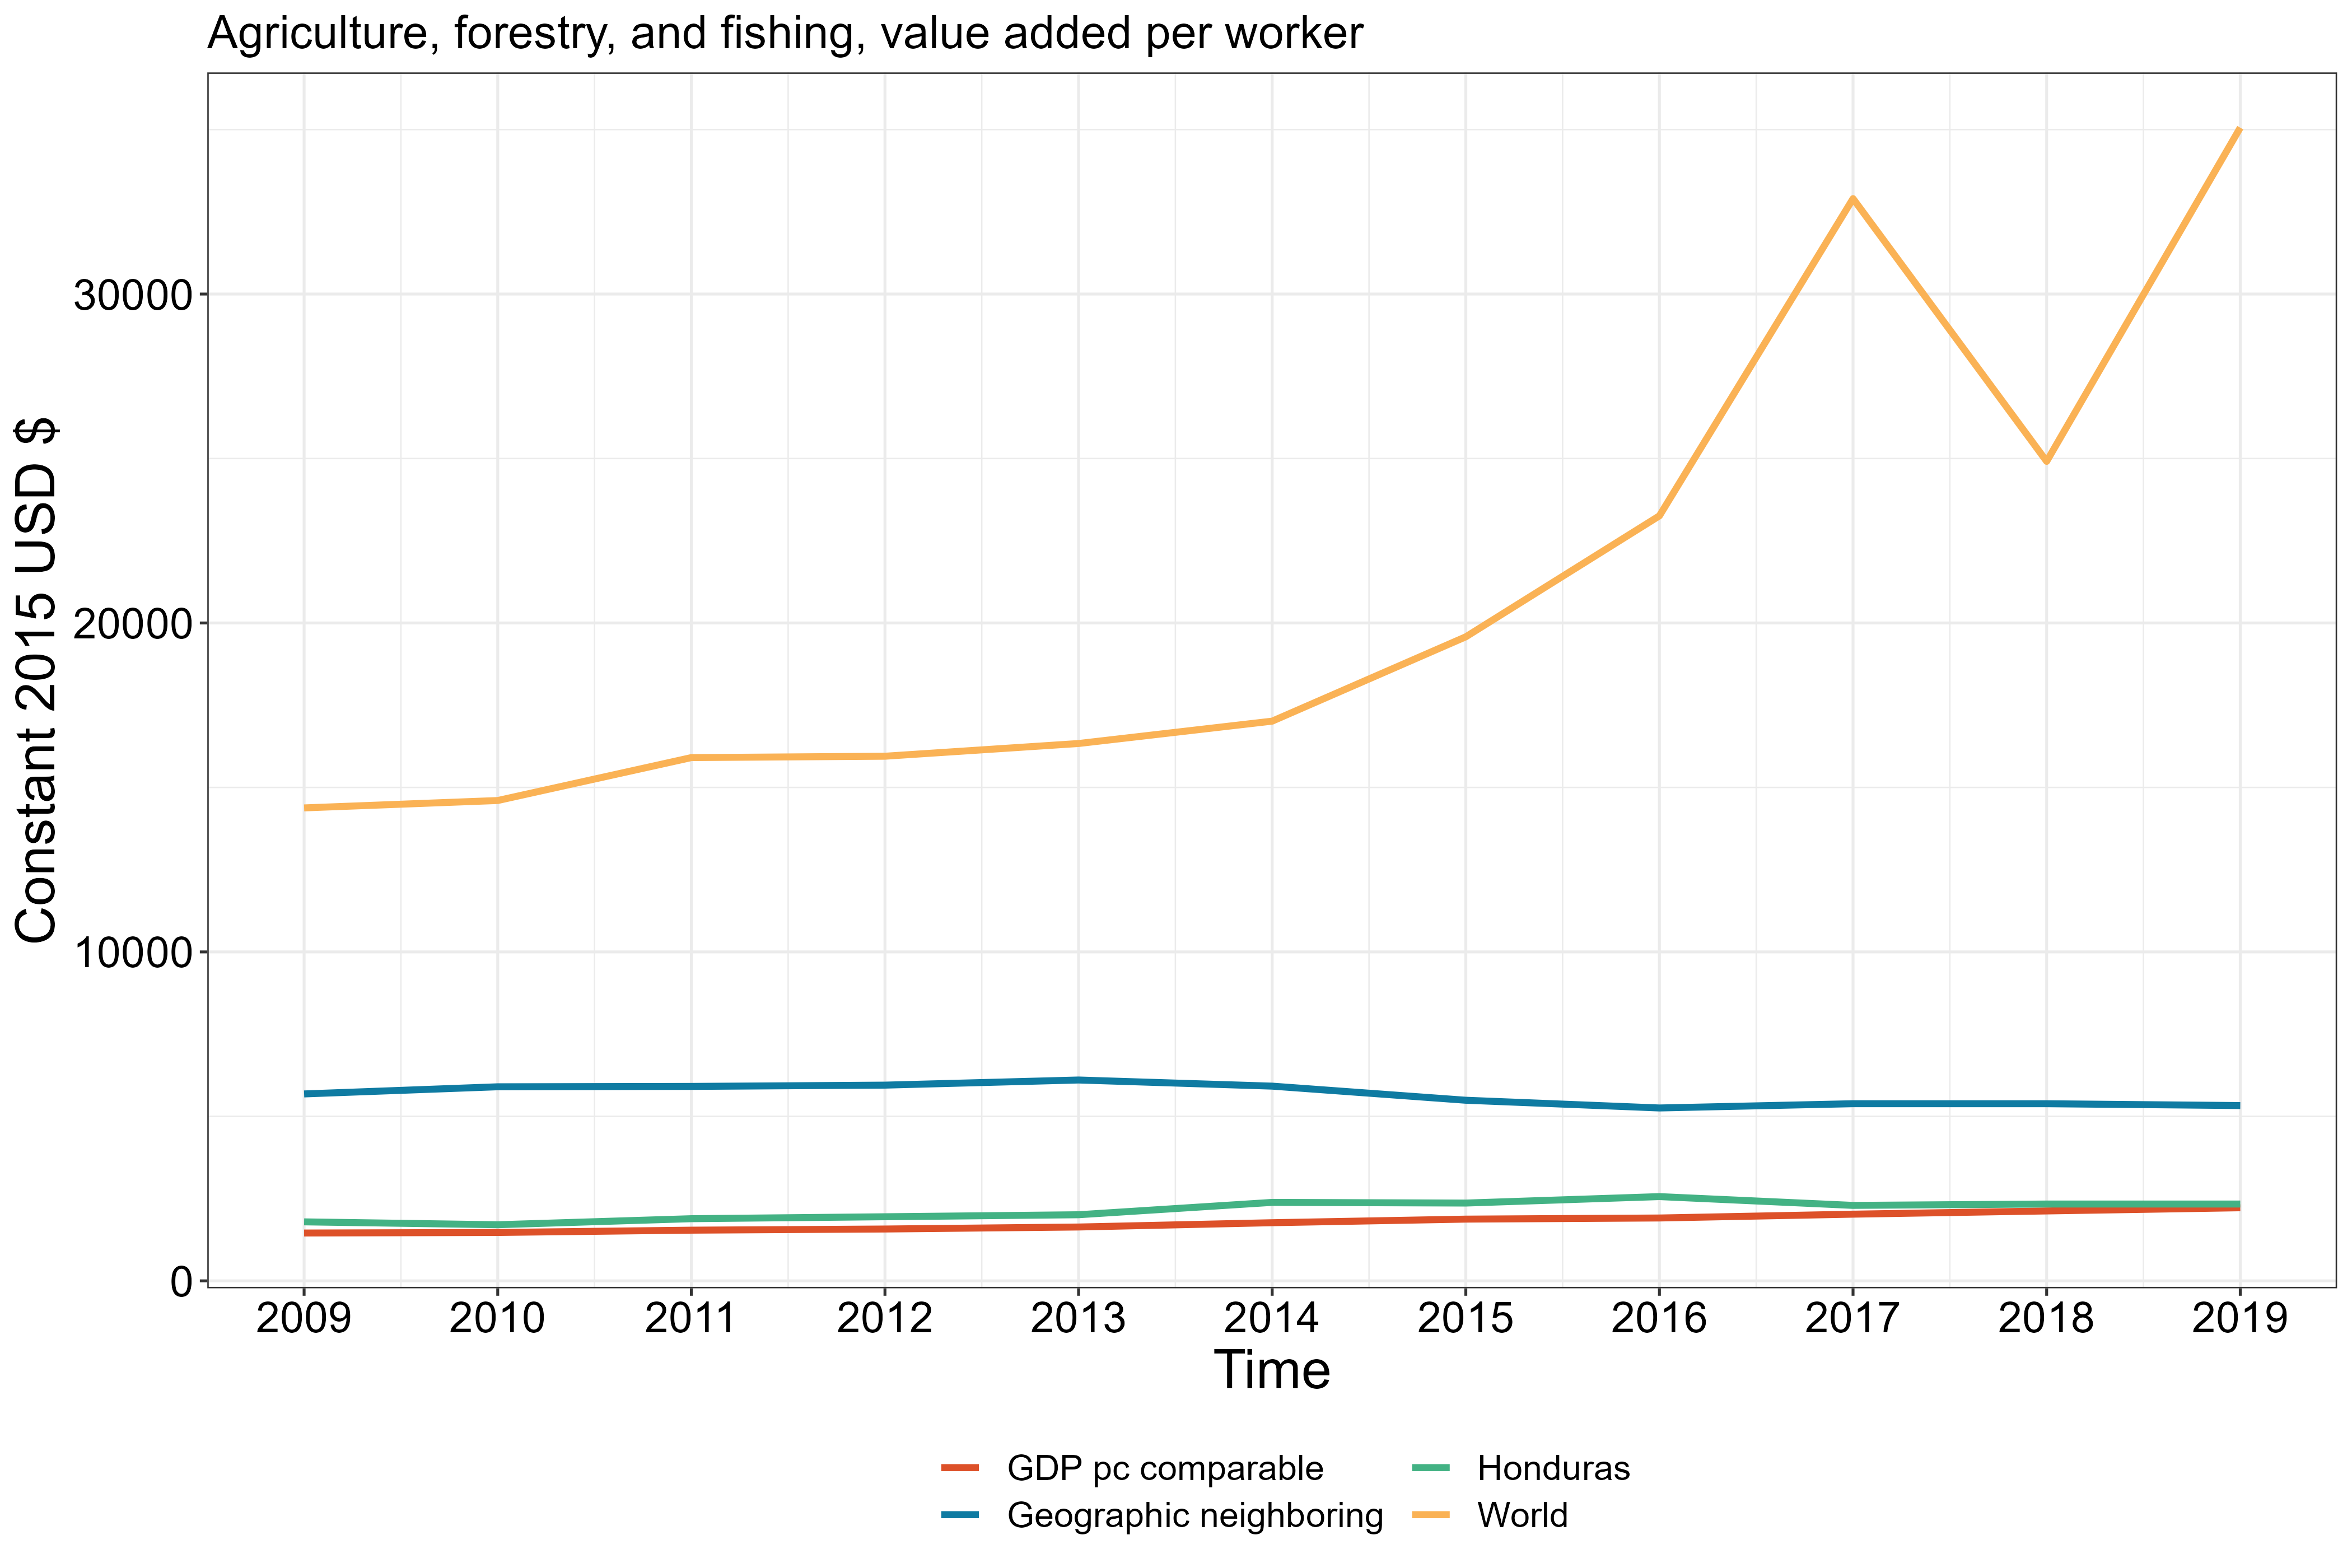 Agriculture, forestry, and fishing, value added per worker
Constant 2015 USD $
30000
20000
10000
0
2009 2010 2011 2012 2013 2014 2015 2016 2017 2018 2019
Time
GDP pc comparable Honduras
Geographic neighboring World